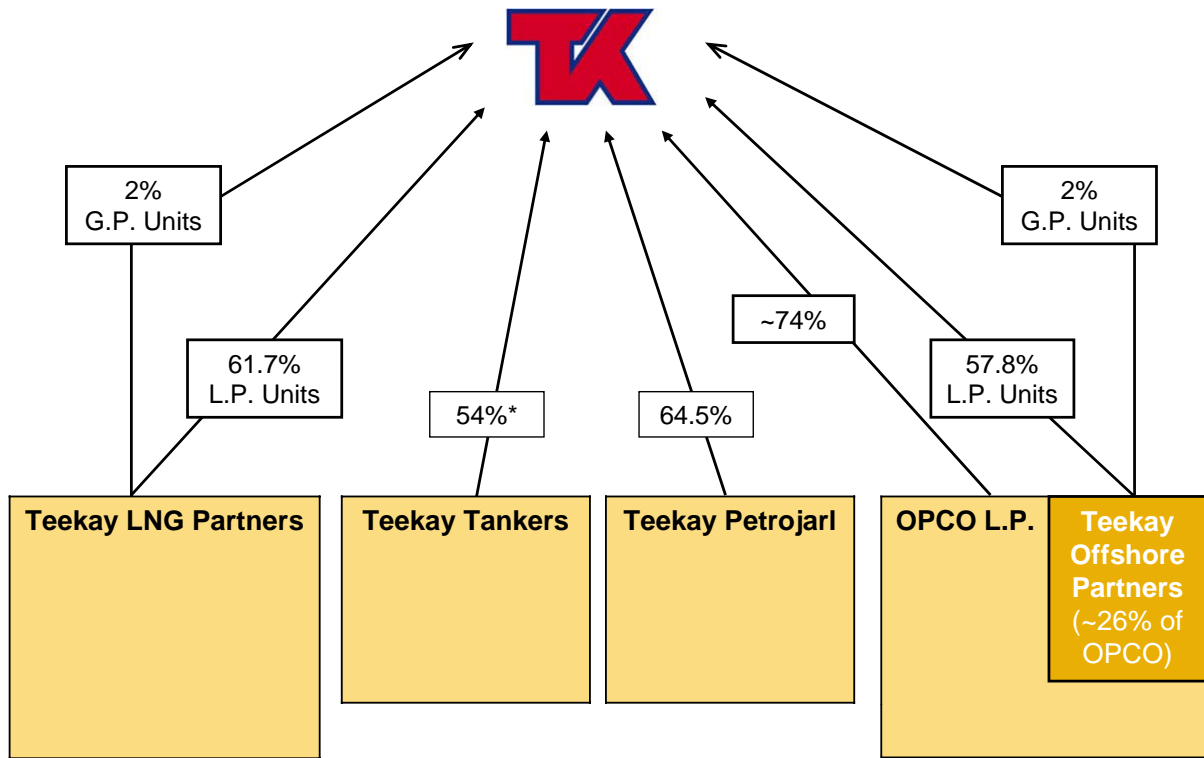 TK
2%
G.P. Units
2%
G.P. Units
~74%
61.7%
L.P. Units
57.8%
L.P. Units
54%*
64.5%
Teekay LNG Partners
Teekay Tankers
Teekay Petrojarl
OPCO L.P.
Teekay
Offshore
Partners
(~26% of
OPCO)